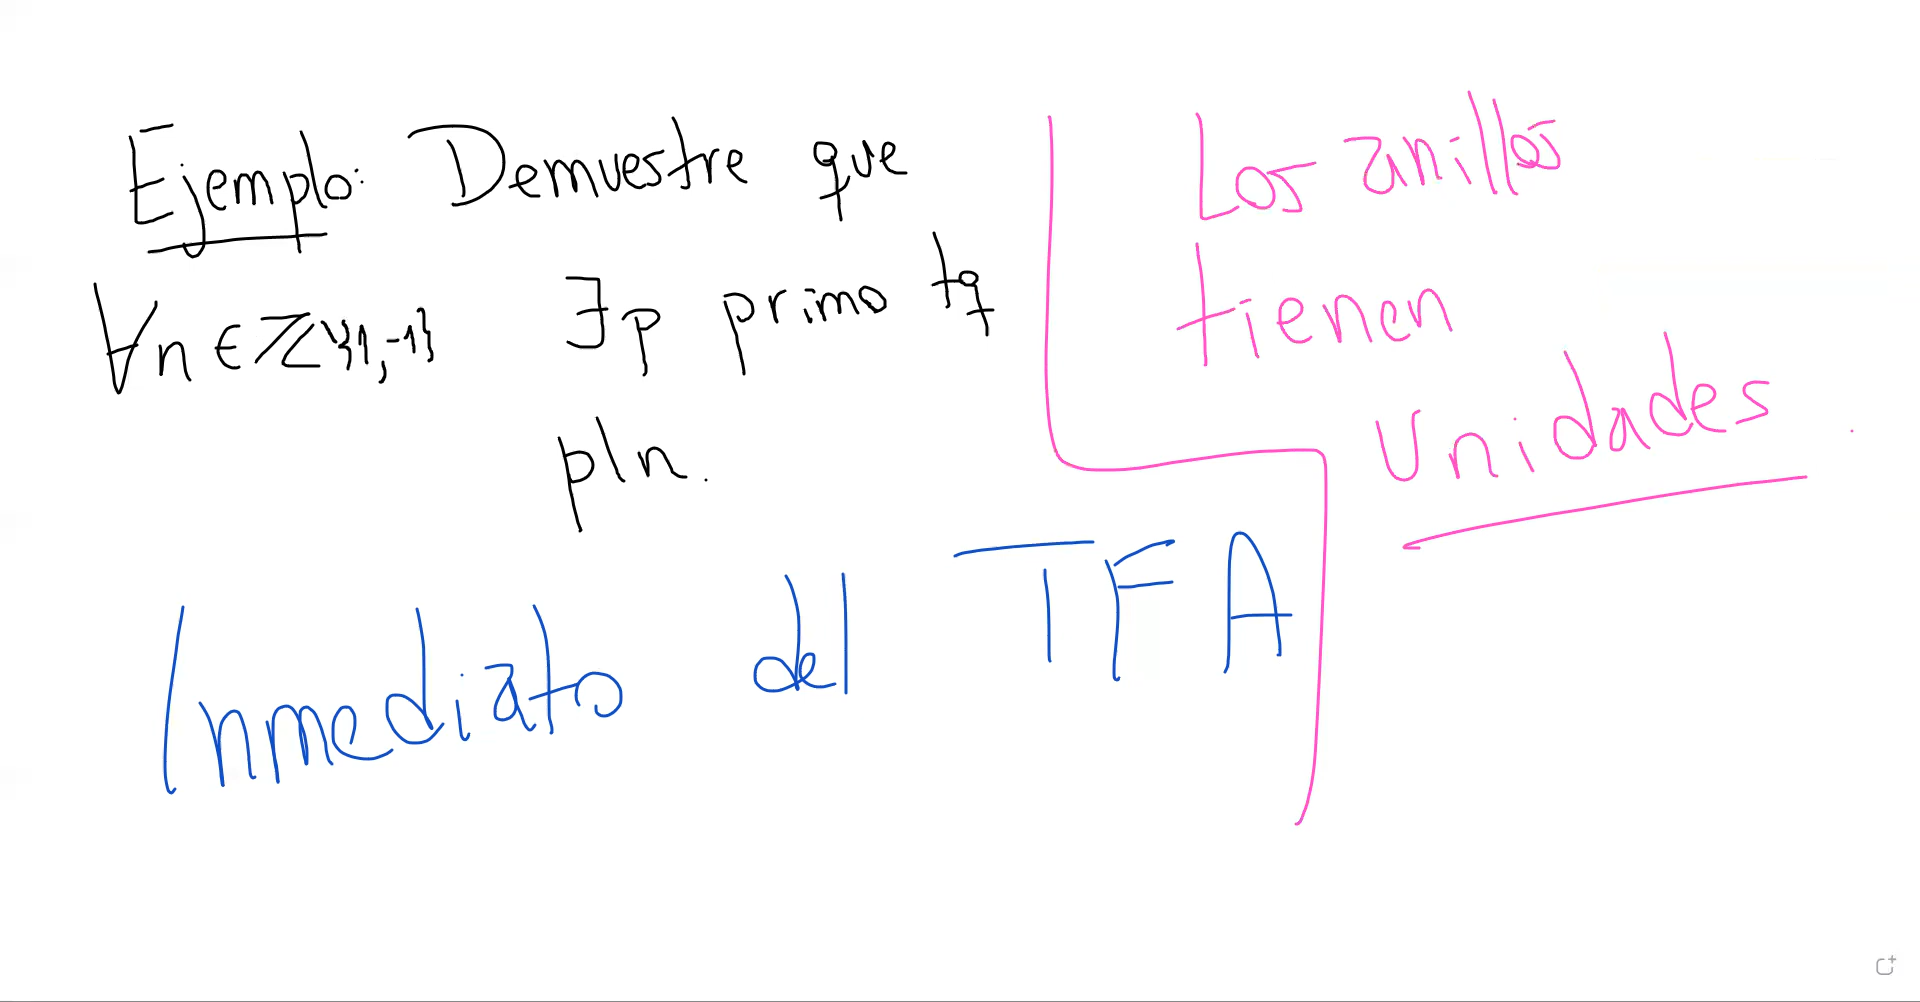 Ejemplo: Demuestre que
∀n∈ℤ\{1,-1} ∃p primo tq
p|n.
Inmediato del TFA
Los anillos
tienen
Unidades